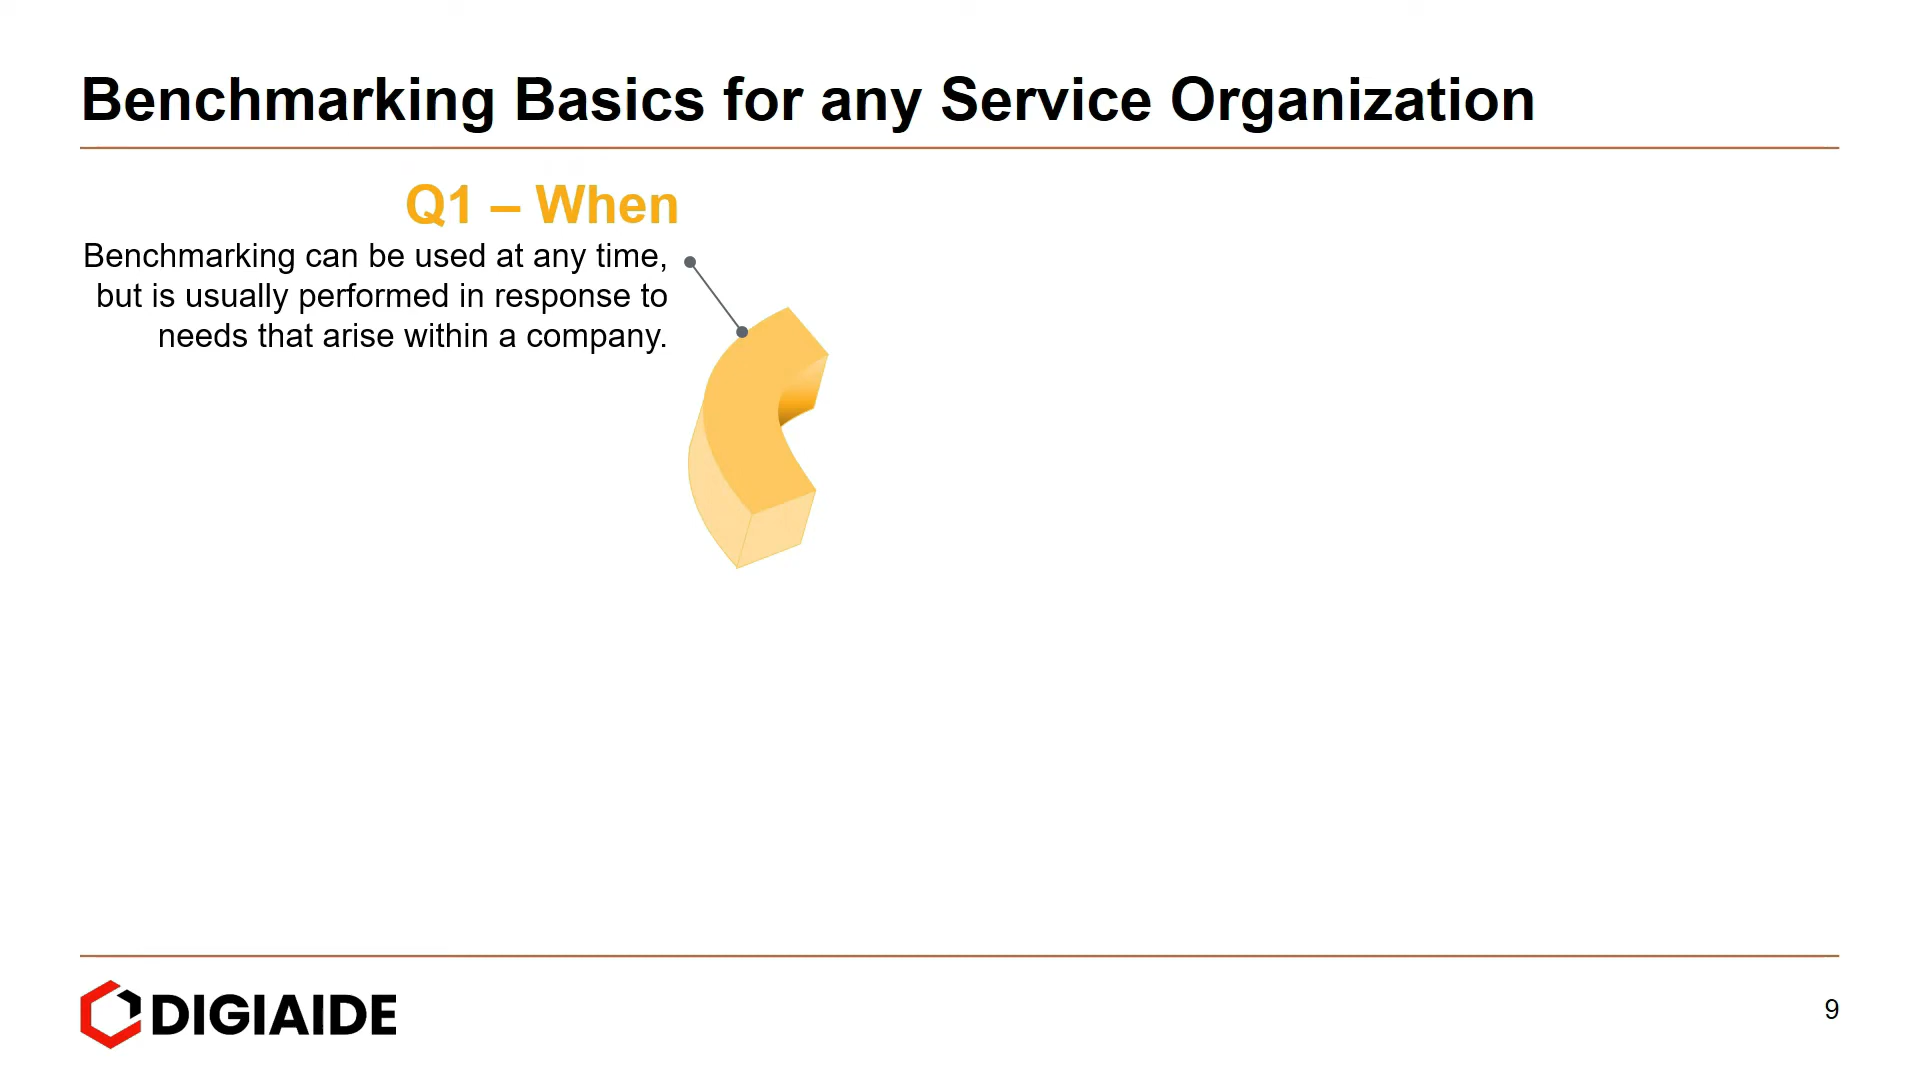 Benchmarking Basics for any Service Organization
Q1 – When
Benchmarking can be used at any time,
but is usually performed in response to
needs that arise within a company.
DIGIAIDE
9